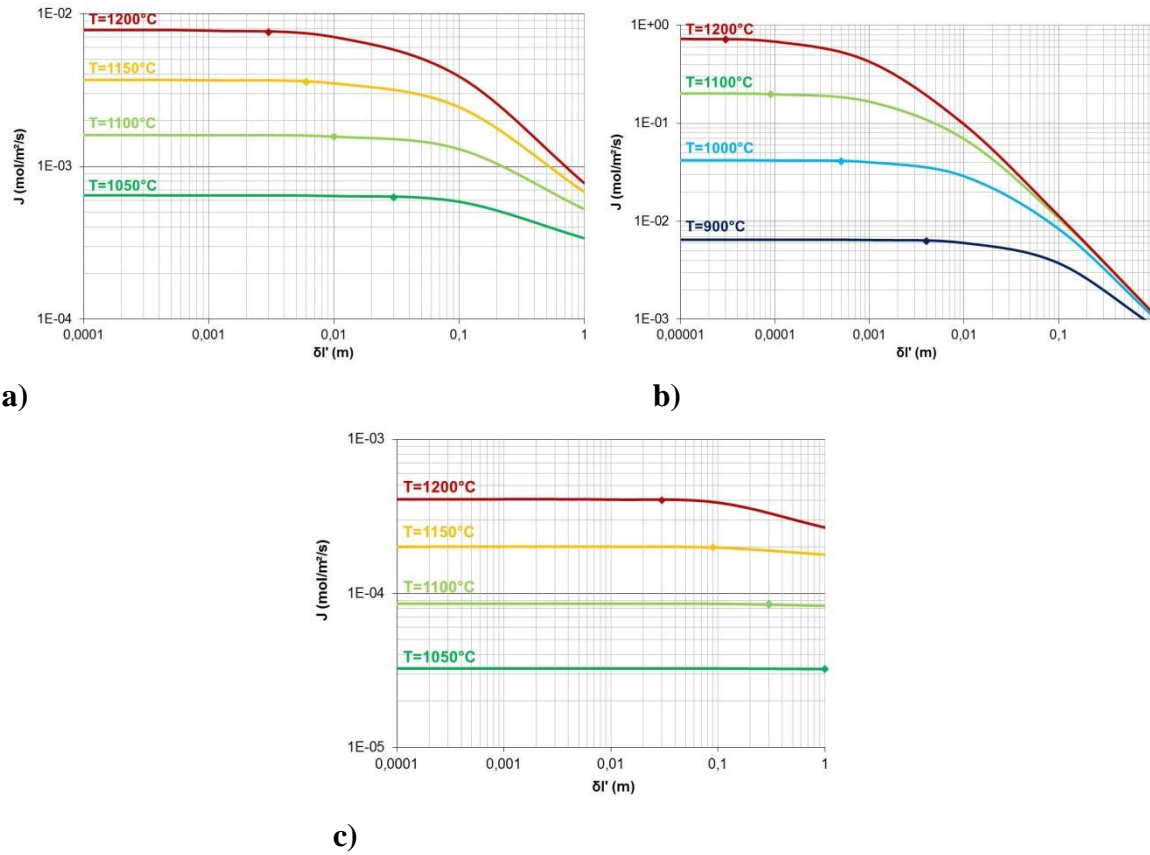 1E-02
T=1200°C
T=1150°C
T=1100°C
T=1050°C
1E-03
1E-04
J (mol/m²/s)
0,0001
0,001
0,01
0,1
1
δl' (m)
a)
1E+00
T=1200°C
T=1100°C
1E-01
T=1000°C
1E-02
T=900°C
1E-03
J (mol/m²/s)
0,00001
0,0001
0,001
0,01
0,1
δl' (m)
b)
1E-03
T=1200°C
T=1150°C
1E-04
T=1100°C
T=1050°C
1E-05
J (mol/m²/s)
0,0001
0,001
0,01
0,1
1
δl' (m)
c)